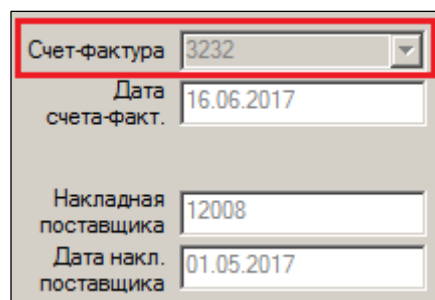 Счет-фактура 3232
Дата
счета-факт. 16.06.2017
Накладная
поставщика 12008
Дата накл.
поставщика 01.05.2017